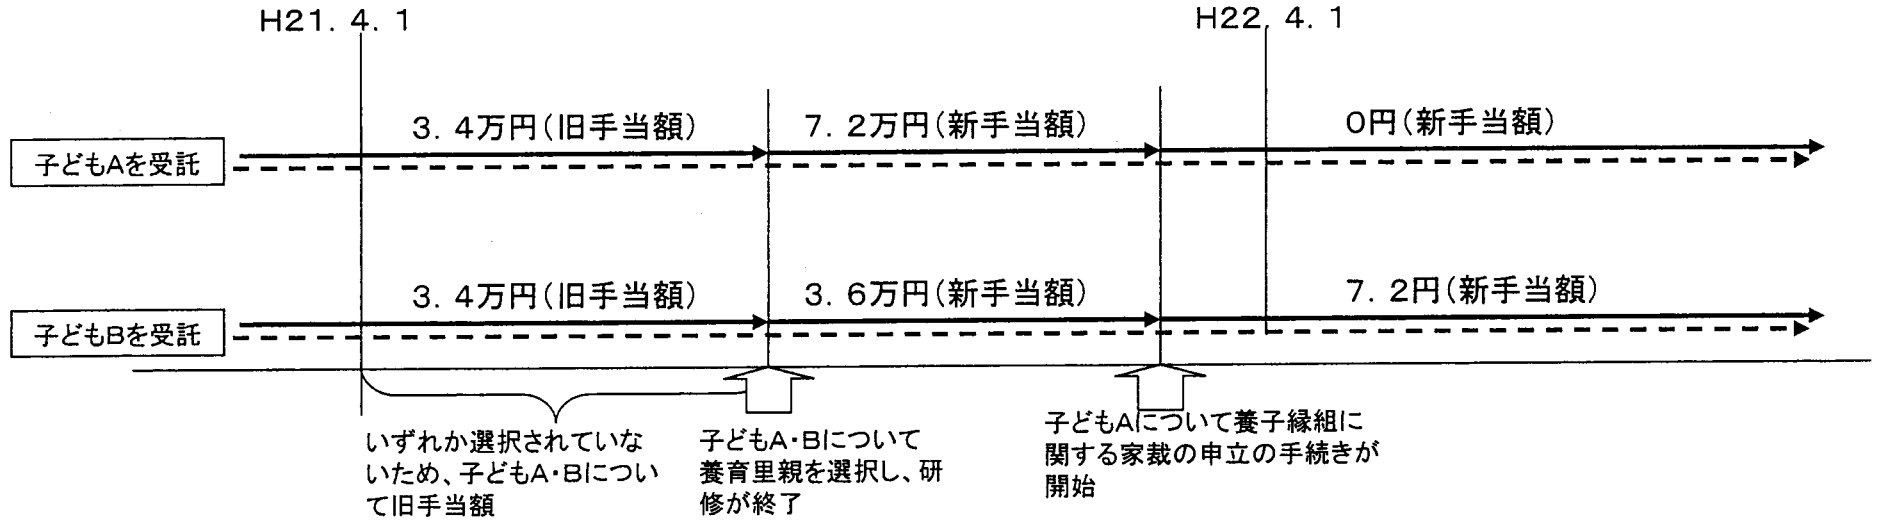 H21．4．1
H22．4．1
3．4万円(旧手当額)
7．2万円(新手当額)
0円(新手当額)
子どもAを受託
3．4万円(旧手当額)
3．6万円(新手当額)
7．2円(新手当額)
子どもBを受託
いずれか選択されていな
いため、子どもA・Bについ
て旧手当額
子どもA・Bについて
養育里親を選択し、研
修が終了
子どもAについて養子縁組に
関する家裁の申立の手続きが
開始